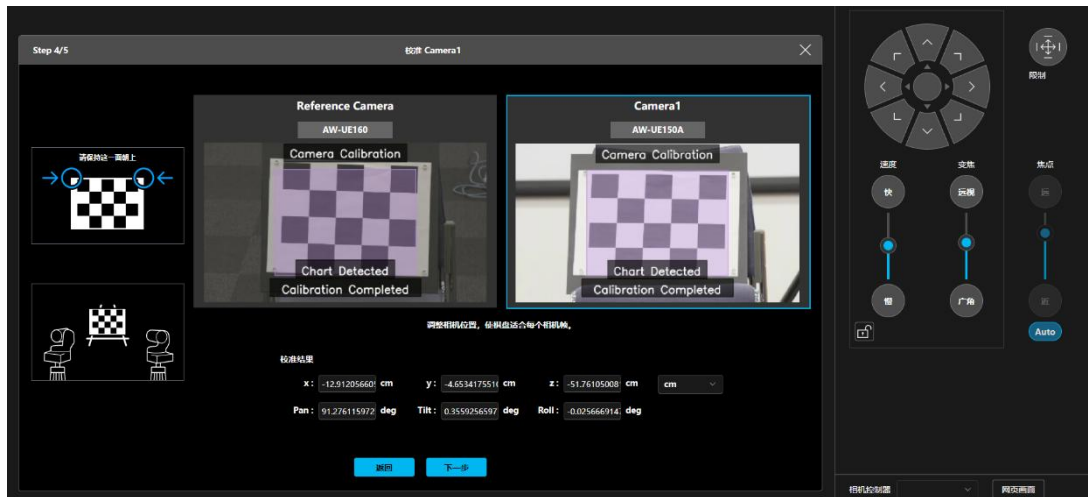 Step 4/5
校准 Camera1
请保持这一面朝上
Reference Camera
AW-UE160
Camera Calibration
Chart Detected
Calibration Completed
Camera1
AW-UE150A
Camera Calibration
Chart Detected
Calibration Completed
调整相机位置，使棋盘适合每个相机帧。
校准结果
x : -12.91205660 cm y : -4.6534175510 cm z : -51.76105008 cm cm
Pan : 91.276115972 deg Tilt : 0.3559256597 deg Roll : -0.025666914 deg
返回 下一步
限制
速度 变焦 焦点
快 远视 远
慢 广角
Auto
相机控制器 网页画面